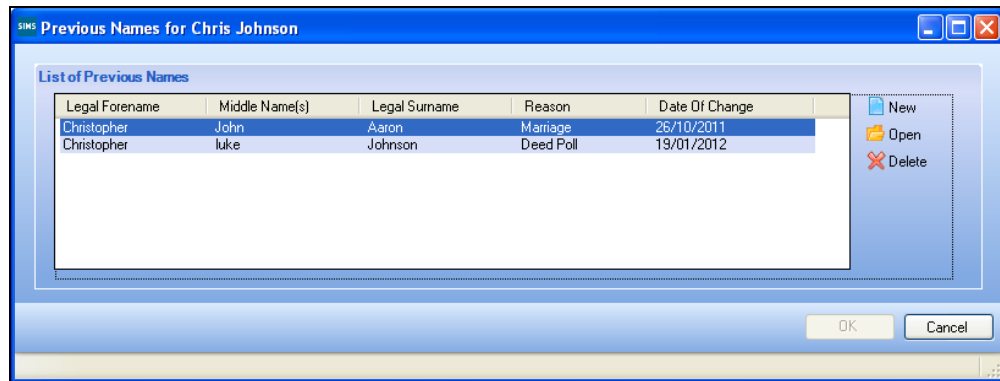 SIMS Previous Names for Chris Johnson
List of Previous Names
Legal Forename Middle Name(s) Legal Surname Reason Date Of Change
Christopher John Aaron Marriage 26/10/2011
Christopher luke Johnson Deed Poll 19/01/2012
New
Open
Delete
OK Cancel